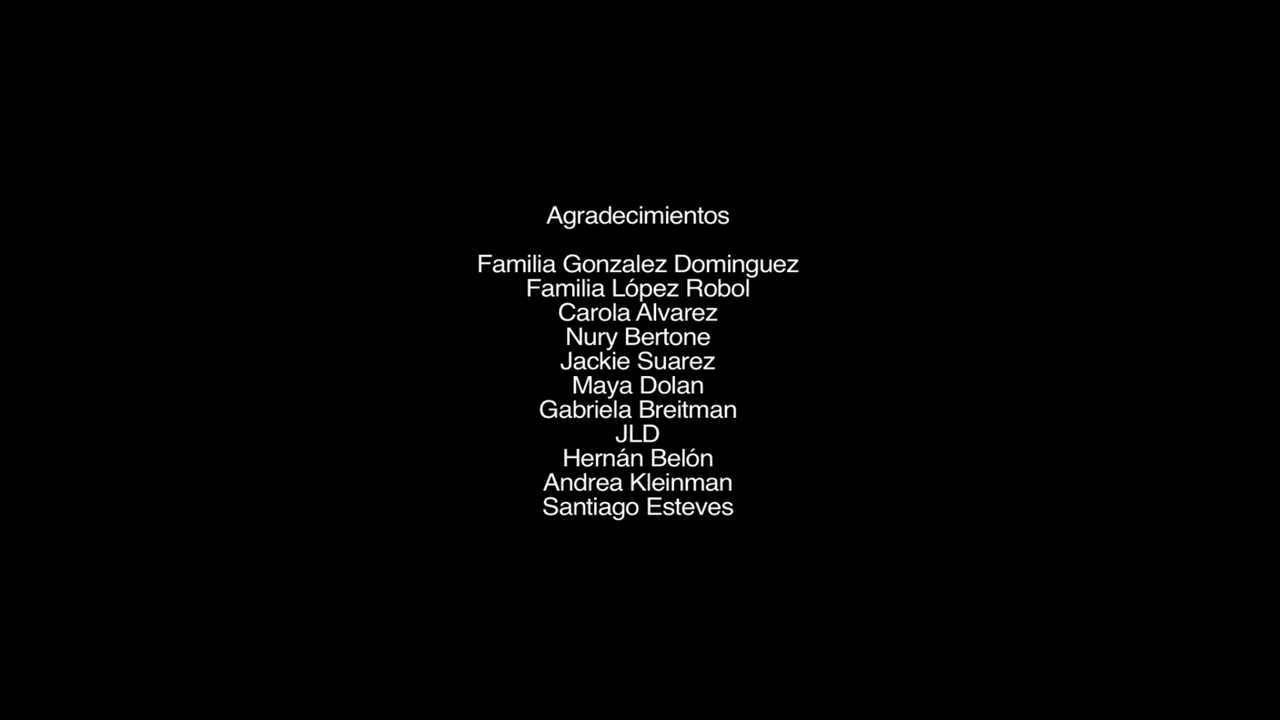 Agradecimientos
Familia Gonzalez Dominguez
Familia López Robol
Carola Alvarez
Nury Bertone
Jackie Suarez
Maya Dolan
Gabriela Breitman
JLD
Hernán Belón
Andrea Kleinman
Santiago Esteves